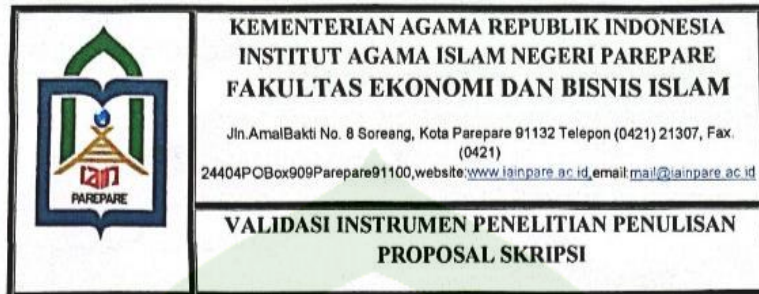 KEMENTERIAN AGAMA REPUBLIK INDONESIA
INSTITUT AGAMA ISLAM NEGERI PAREPARE
FAKULTAS EKONOMI DAN BISNIS ISLAM
Jln.AmalBakti No. 8 Soreang, Kota Parepare 91132 Telepon (0421) 21307, Fax.
(0421)
24404POBox909Parepare91100,website:www.iainpare.ac.id,email:mail@iainpare.ac.id
iain
PAREPARE
VALIDASI INSTRUMEN PENELITIAN PENULISAN
PROPOSAL SKRIPSI